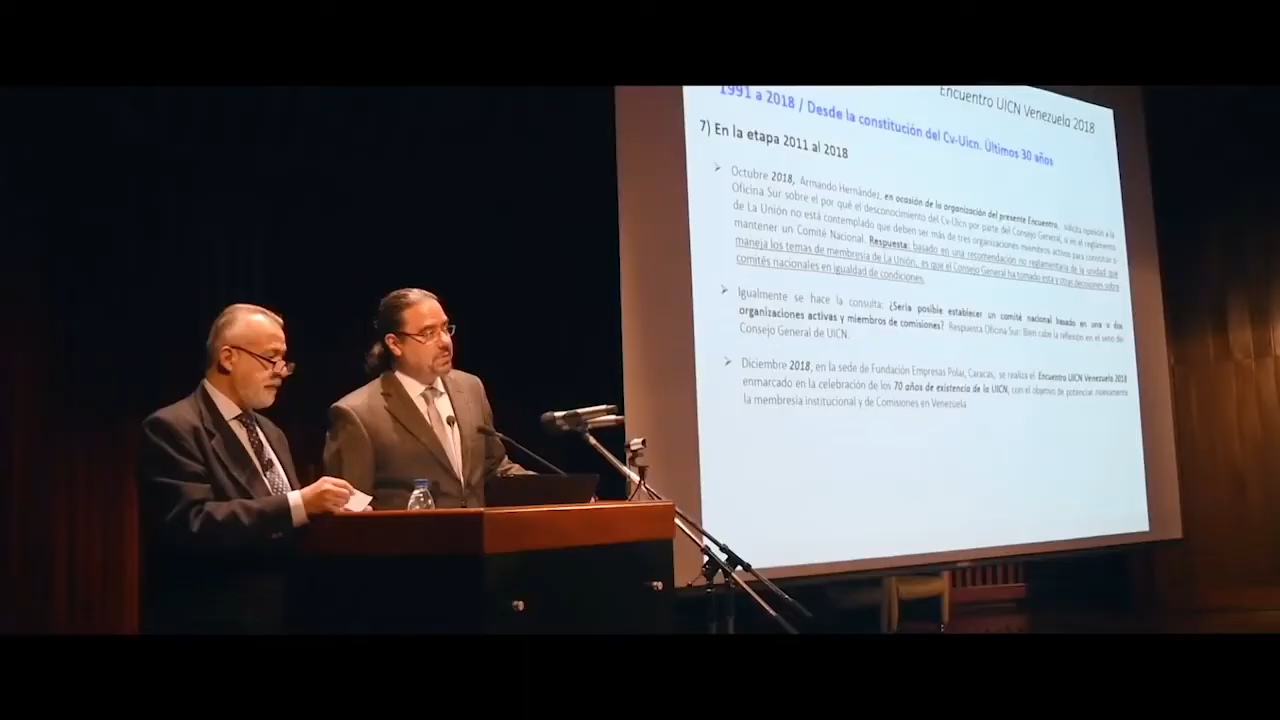 Encuentro UICN Venezuela 2018
1991 a 2018 / Desde la constitución del Cv-Uicn. Últimos 30 años
7) En la etapa 2011 al 2018
Octubre 2018, Armando Hernández, en ocasión de la organización del presente Encuentro, solicita opinión a la
Oficina Sur sobre el por qué el desconocimiento del Cv-Uicn por parte del Consejo General, si en el reglamento
de La Unión no está contemplado que deben ser más de tres organizaciones miembros activos para constituir o
mantener un Comité Nacional. Respuesta: basado en una recomendación no reglamentaria de la unidad que
maneja los temas de membresía de La Unión, es que el Consejo General ha tomado esta y otras decisiones sobre
comités nacionales en igualdad de condiciones.
Igualmente se hace la consulta: ¿Sería posible establecer un comité nacional basado en una o dos
organizaciones activas y miembros de comisiones? Respuesta Oficina Sur: Bien cabe la reflexión en el seno del
Consejo General de UICN.
Diciembre 2018, en la sede de Fundación Empresas Polar, Caracas, se realiza el Encuentro UICN Venezuela 2018
enmarcado en la celebración de los 70 años de existencia de la UICN, con el objetivo de potenciar nuevamente
la membresía institucional y de Comisiones en Venezuela